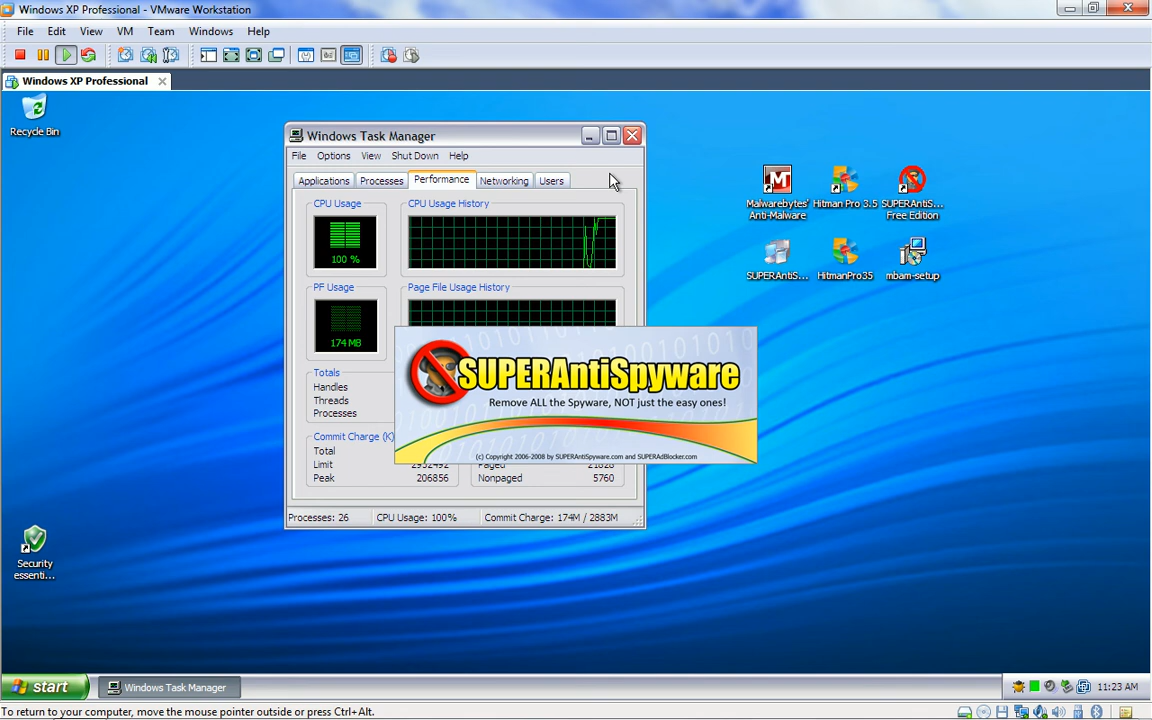 Windows XP Professional - VMware Workstation
File Edit View VM Team Windows Help
Windows XP Professional
Recycle Bin
Windows Task Manager
File Options View Shut Down Help
Applications Processes Performance Networking Users
CPU Usage CPU Usage History
100 %
PF Usage Page File Usage History
174 MB
Malwarebytes' Anti-Malware
Hitman Pro 3.5
SUPERAntiS... Free Edition
SUPERAntiS...
HitmanPro35
mbam-setup
SUPERAntiSpyware
Remove ALL the Spyware, NOT just the easy ones!
(c) Copyright 2006-2008 by SUPERAntiSpyware.com and SUPERAdBlocker.com
Totals
Handles
Threads
Processes
Commit Charge (K)
Total
Limit 2952492
Peak 206856
Paged 21828
Nonpaged 5760
Processes: 26 CPU Usage: 100% Commit Charge: 174M / 2883M
Security essenti...
start Windows Task Manager 11:23 AM
To return to your computer, move the mouse pointer outside or press Ctrl+Alt.